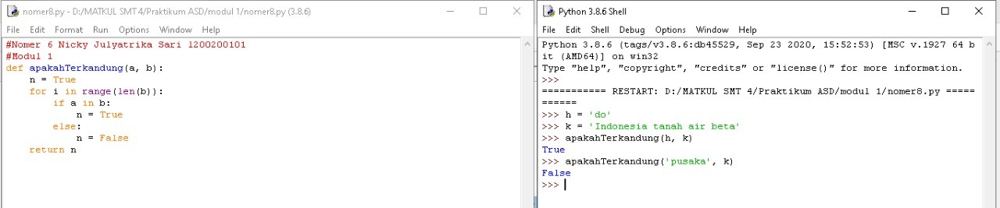 nomer8.py - D:/MATKUL SMT 4/Praktikum ASD/modul 1/nomer8.py (3.8.6)
File Edit Format Run Options Window Help
#Nomer 6 Nicky Julyatrika Sari l200200101
#Modul 1
def apakahTerkandung(a, b):
    n = True
    for i in range(len(b)):
        if a in b:
            n = True
        else:
            n = False
    return n
Python 3.8.6 Shell
File Edit Shell Debug Options Window Help
Python 3.8.6 (tags/v3.8.6:db45529, Sep 23 2020, 15:52:53) [MSC v.1927 64 b
it (AMD64)] on win32
Type "help", "copyright", "credits" or "license()" for more information.
>>>
=========== RESTART: D:/MATKUL SMT 4/Praktikum ASD/modul 1/nomer8.py =====
======
>>> h = 'do'
>>> k = 'Indonesia tanah air beta'
>>> apakahTerkandung(h, k)
True
>>> apakahTerkandung('pusaka', k)
False
>>>